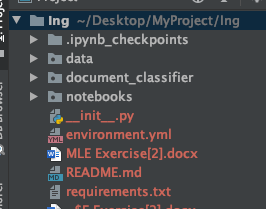 Ing ~/Desktop/MyProject/Ing
.ipynb_checkpoints
data
document_classifier
notebooks
__init__.py
environment.yml
MLE Exercise[2].docx
README.md
requirements.txt